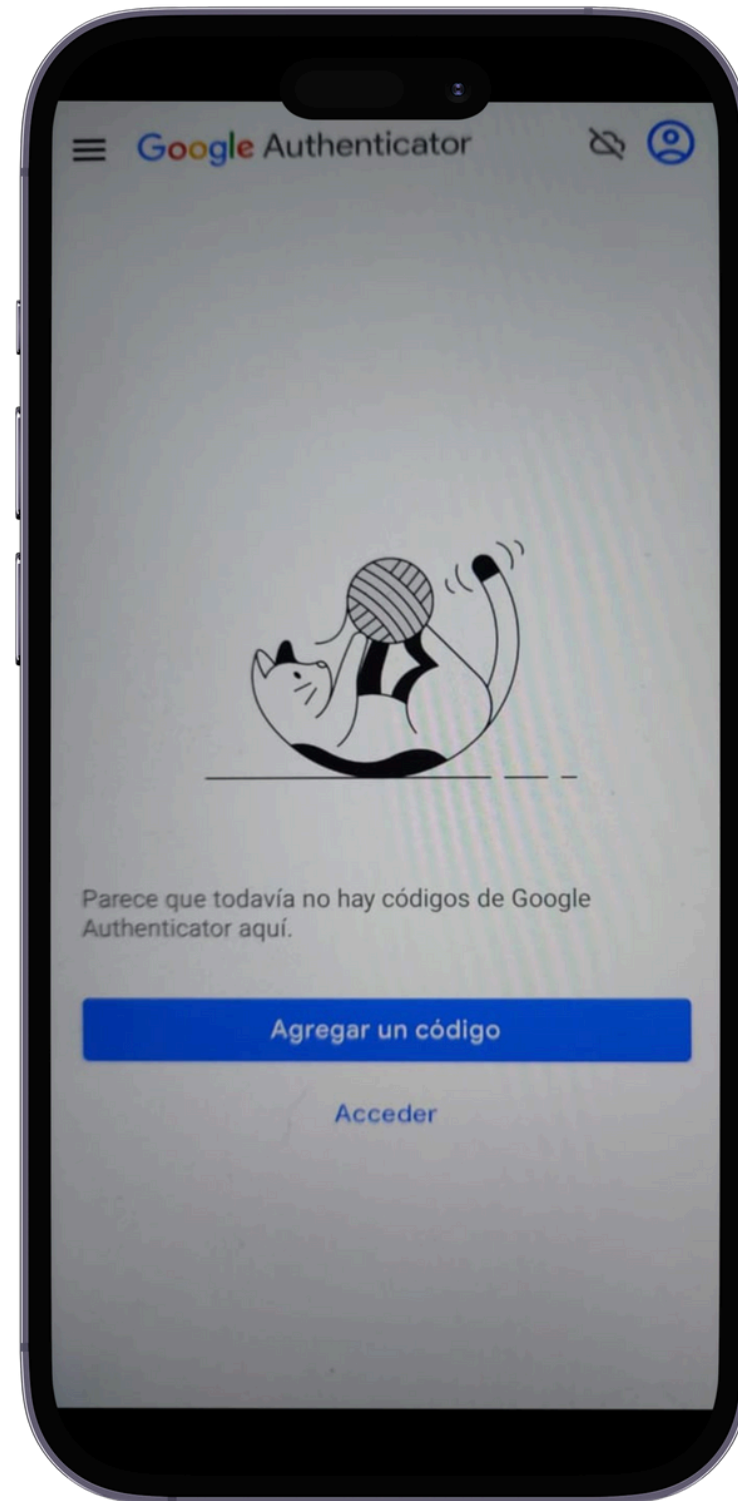 Google Authenticator
Parece que todavía no hay códigos de Google
Authenticator aquí.
Agregar un código
Acceder